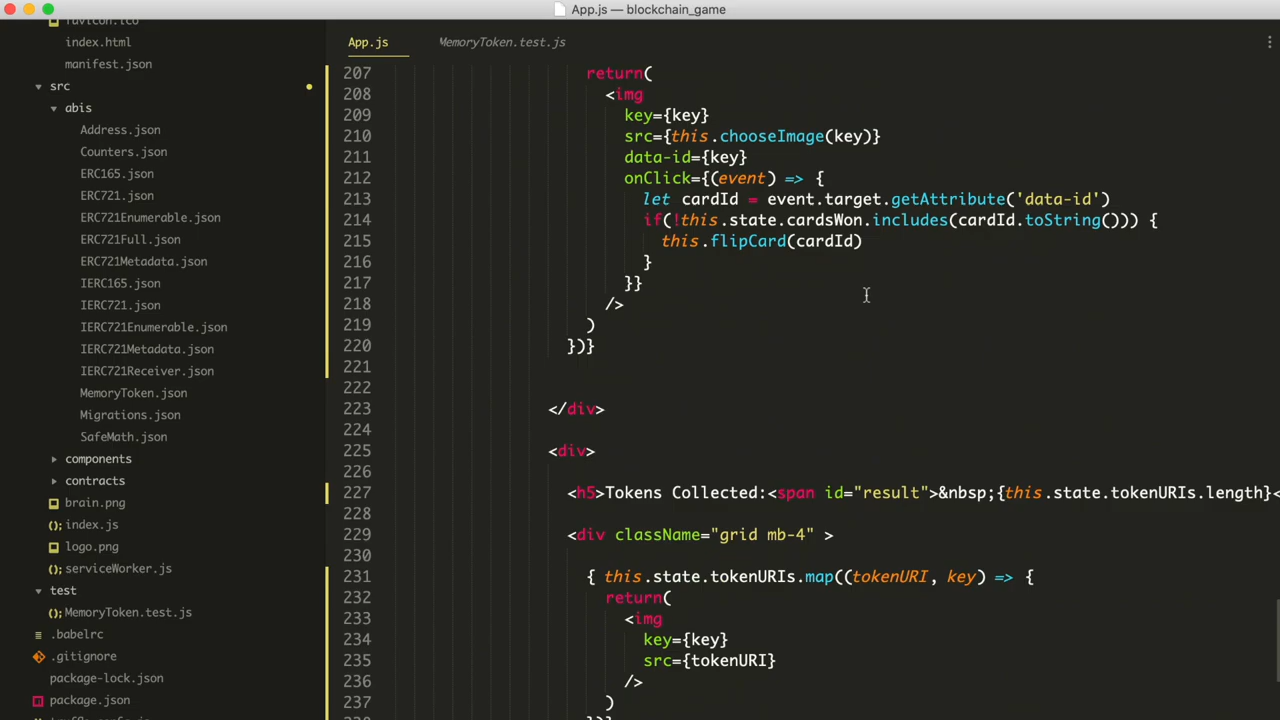 App.js — blockchain_game
favicon.ico
index.html
manifest.json
src
abis
Address.json
Counters.json
ERC165.json
ERC721.json
ERC721Enumerable.json
ERC721Full.json
ERC721Metadata.json
IERC165.json
IERC721.json
IERC721Enumerable.json
IERC721Metadata.json
IERC721Receiver.json
MemoryToken.json
Migrations.json
SafeMath.json
components
contracts
brain.png
index.js
logo.png
serviceWorker.js
test
MemoryToken.test.js
.babelrc
.gitignore
package-lock.json
package.json
App.js
MemoryToken.test.js
207 return(
208 <img
209 key={key}
210 src={this.chooseImage(key)}
211 data-id={key}
212 onClick={(event) => {
213 let cardId = event.target.getAttribute('data-id')
214 if(!this.state.cardsWon.includes(cardId.toString())) {
215 this.flipCard(cardId)
216 }
217 }}
218 />
219 )
220 })}
221
222
223 </div>
224
225 <div>
226
227 <h5>Tokens Collected:<span id="result">&nbsp;{this.state.tokenURIs.length}<
228
229 <div className="grid mb-4" >
230
231 { this.state.tokenURIs.map((tokenURI, key) => {
232 return(
233 <img
234 key={key}
235 src={tokenURI}
236 />
237 )